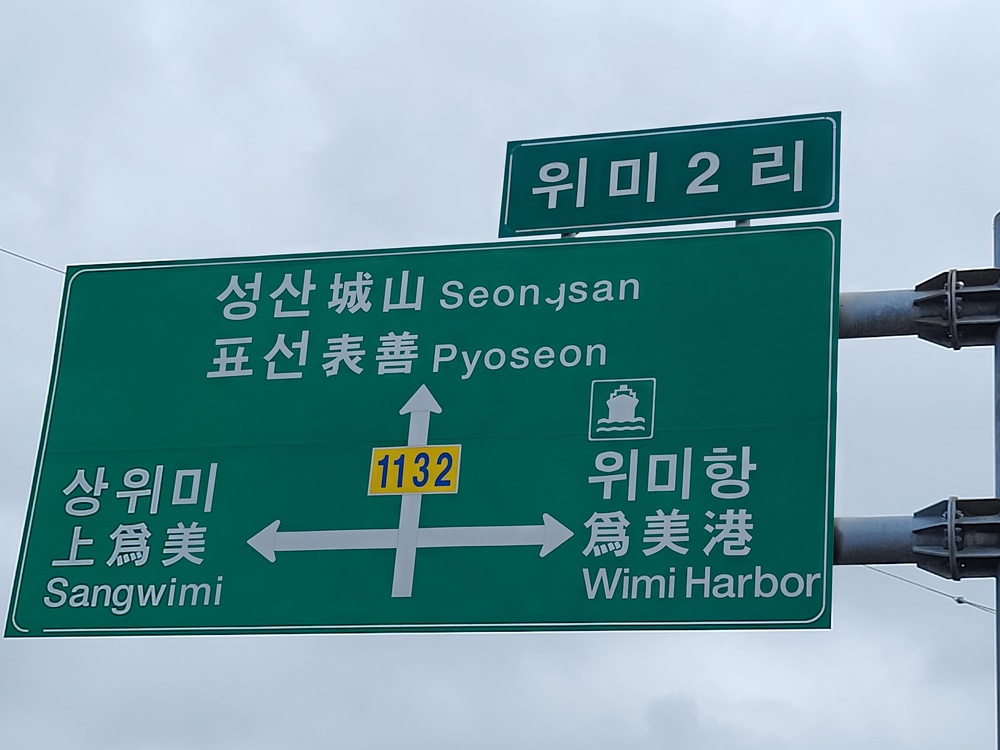 위미 2 리
성산 城山 Seongsan
표선 表善 Pyoseon
1132
상위미
上爲美
Sangwimi
위미항
爲美港
Wimi Harbor